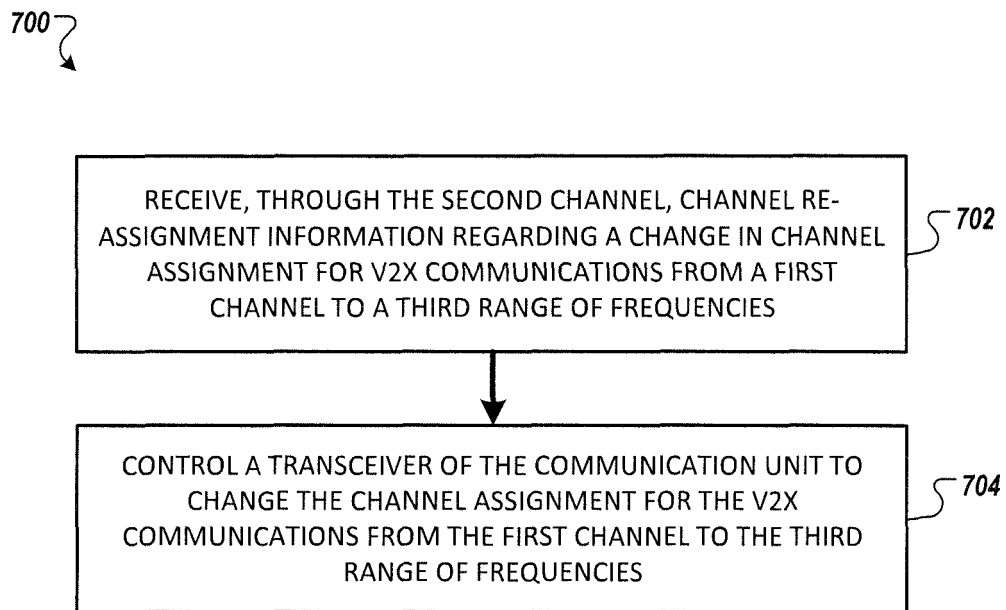 700
RECEIVE, THROUGH THE SECOND CHANNEL, CHANNEL RE-
ASSIGNMENT INFORMATION REGARDING A CHANGE IN CHANNEL
ASSIGNMENT FOR V2X COMMUNICATIONS FROM A FIRST
CHANNEL TO A THIRD RANGE OF FREQUENCIES
702
CONTROL A TRANSCEIVER OF THE COMMUNICATION UNIT TO
CHANGE THE CHANNEL ASSIGNMENT FOR THE V2X
COMMUNICATIONS FROM THE FIRST CHANNEL TO THE THIRD
RANGE OF FREQUENCIES
704